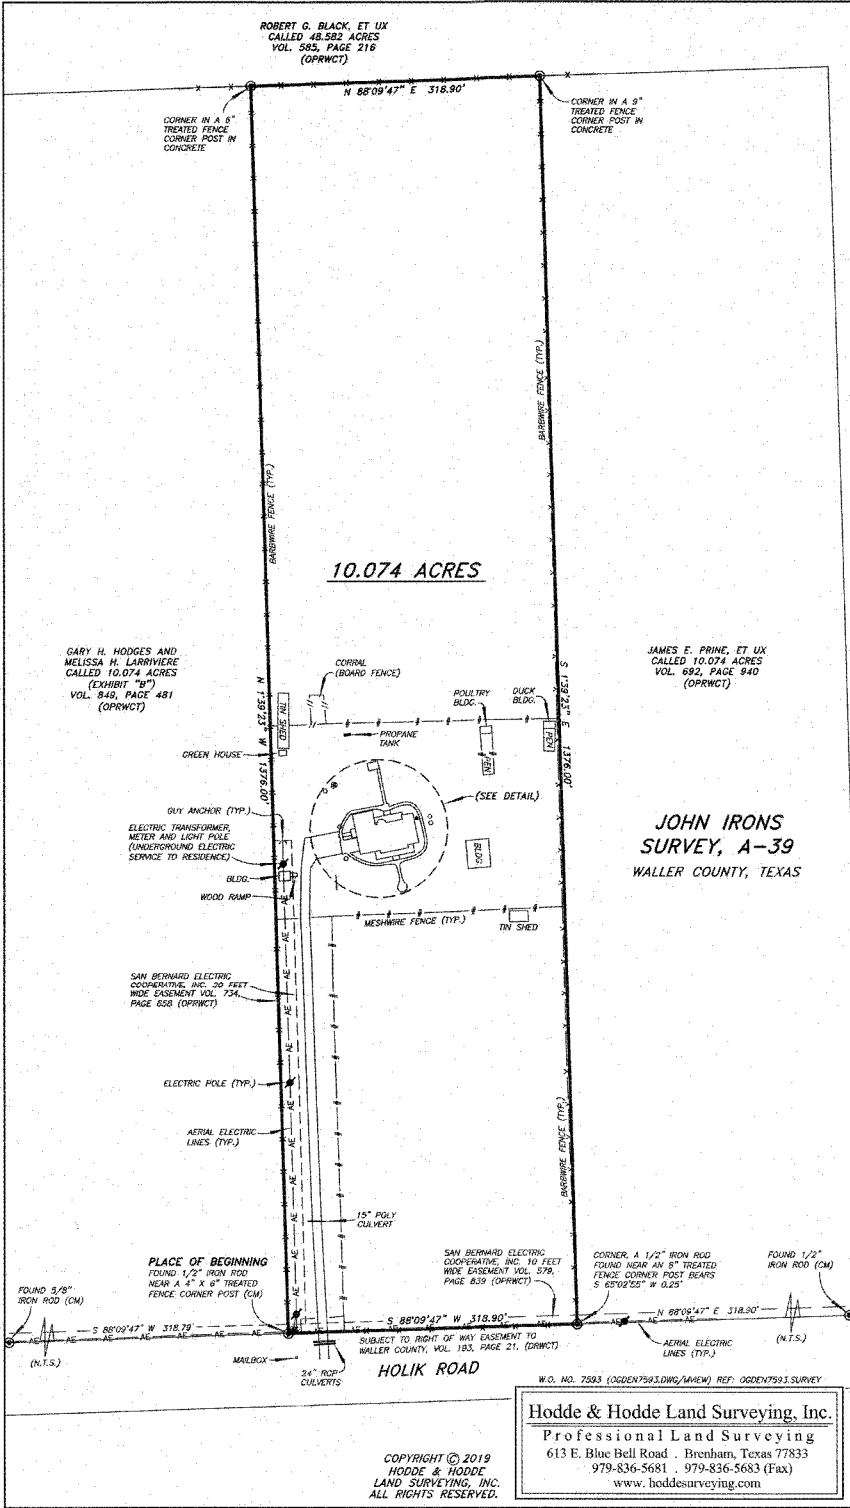 ROBERT G. BLACK, ET UX
CALLED 48.582 ACRES
VOL. 585, PAGE 216
(OPRWCT)
N 88°09'47" E 318.90'
CORNER IN A 6"
TREATED FENCE
CORNER POST IN
CONCRETE
CORNER IN A 9"
TREATED FENCE
CORNER POST IN
CONCRETE
BARBWIRE FENCE (TYP.)
BARBWIRE FENCE (TYP.)
10.074 ACRES
GARY H. HODGES AND
MELISSA H. LARRIVIERE
CALLED 10.074 ACRES
(EXHIBIT "B")
VOL. 849, PAGE 481
(OPRWCT)
N 1°39'23" W 1376.00'
CORRAL
(BOARD FENCE)
TIN SHED
PROPANE
TANK
POULTRY
BLDG.
DUCK
BLDG.
PEN
PEN
S 1°39'23" E 1376.00'
JAMES E. PRINE, ET UX
CALLED 10.074 ACRES
VOL. 692, PAGE 940
(OPRWCT)
GREEN HOUSE
(SEE DETAIL)
GUY ANCHOR (TYP.)
ELECTRIC TRANSFORMER,
METER AND LIGHT POLE
(UNDERGROUND ELECTRIC
SERVICE TO RESIDENCE)
BLDG.
WOOD RAMP
BLDG.
JOHN IRONS
SURVEY, A-39
WALLER COUNTY, TEXAS
MESHWIRE FENCE (TYP.)
TIN SHED
AE
SAN BERNARD ELECTRIC
COOPERATIVE, INC. 20 FEET
WIDE EASEMENT VOL. 734,
PAGE 658 (OPRWCT)
AE
AE
AE
ELECTRIC POLE (TYP.)
AE
AERIAL ELECTRIC
LINES (TYP.)
AE
BARBWIRE FENCE (TYP.)
AE
15" POLY
CULVERT
AE
PLACE OF BEGINNING
FOUND 1/2" IRON ROD
NEAR A 4" X 6" TREATED
FENCE CORNER POST (CM)
SAN BERNARD ELECTRIC
COOPERATIVE, INC. 10 FEET
WIDE EASEMENT VOL. 579,
PAGE 839 (OPRWCT)
CORNER, A 1/2" IRON ROD
FOUND NEAR AN 8" TREATED
FENCE CORNER POST BEARS
S 65°02'55" W 0.25'
FOUND 1/2"
IRON ROD (CM)
FOUND 5/8"
IRON ROD (CM)
S 88°09'47" W 318.79'
S 88°09'47" W 318.90'
N 88°09'47" E 318.90'
(N.T.S.)
SUBJECT TO RIGHT OF WAY EASEMENT TO
WALLER COUNTY, VOL. 193, PAGE 21, (DRWCT)
AERIAL ELECTRIC
LINES (TYP.)
(N.T.S.)
MAILBOX
24" RCP
CULVERTS
HOLIK ROAD
W.O. NO. 7593 (OGDEN7593.DWG/MVIEW) REF: OGDEN7593.SURVEY
Hodde & Hodde Land Surveying, Inc.
Professional Land Surveying
613 E. Blue Bell Road . Brenham, Texas 77833
979-836-5681 . 979-836-5683 (Fax)
www.hoddesurveying.com
COPYRIGHT © 2019
HODDE & HODDE
LAND SURVEYING, INC.
ALL RIGHTS RESERVED.